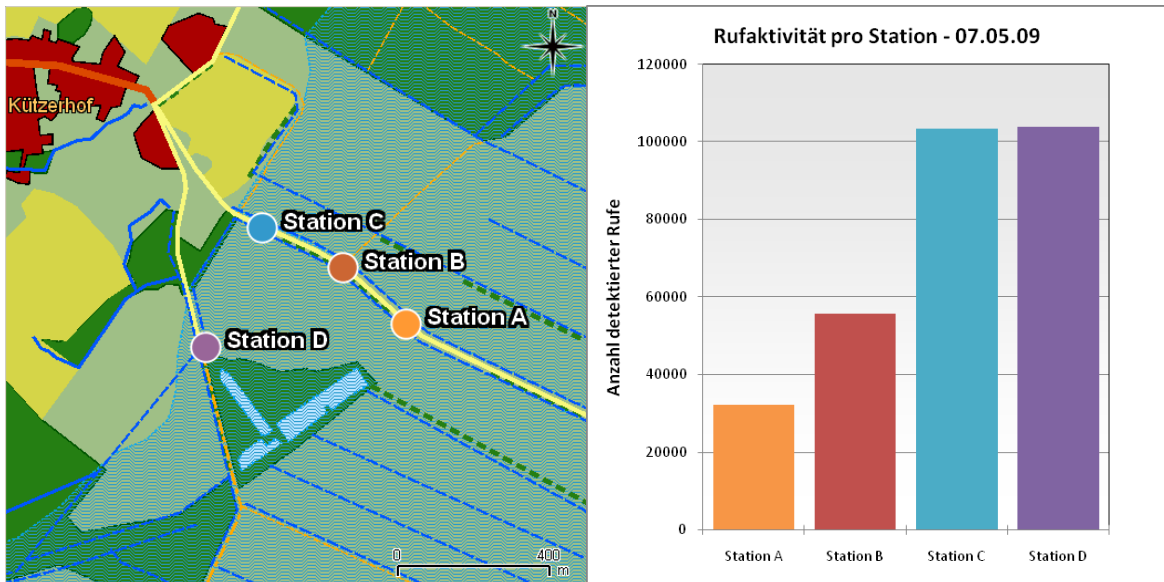 N
Kützerhof
Station C
Station B
Station A
Station D
0 400
m
Rufaktivität pro Station - 07.05.09
Anzahl detektierter Rufe
120000
100000
80000
60000
40000
20000
0
Station A Station B Station C Station D